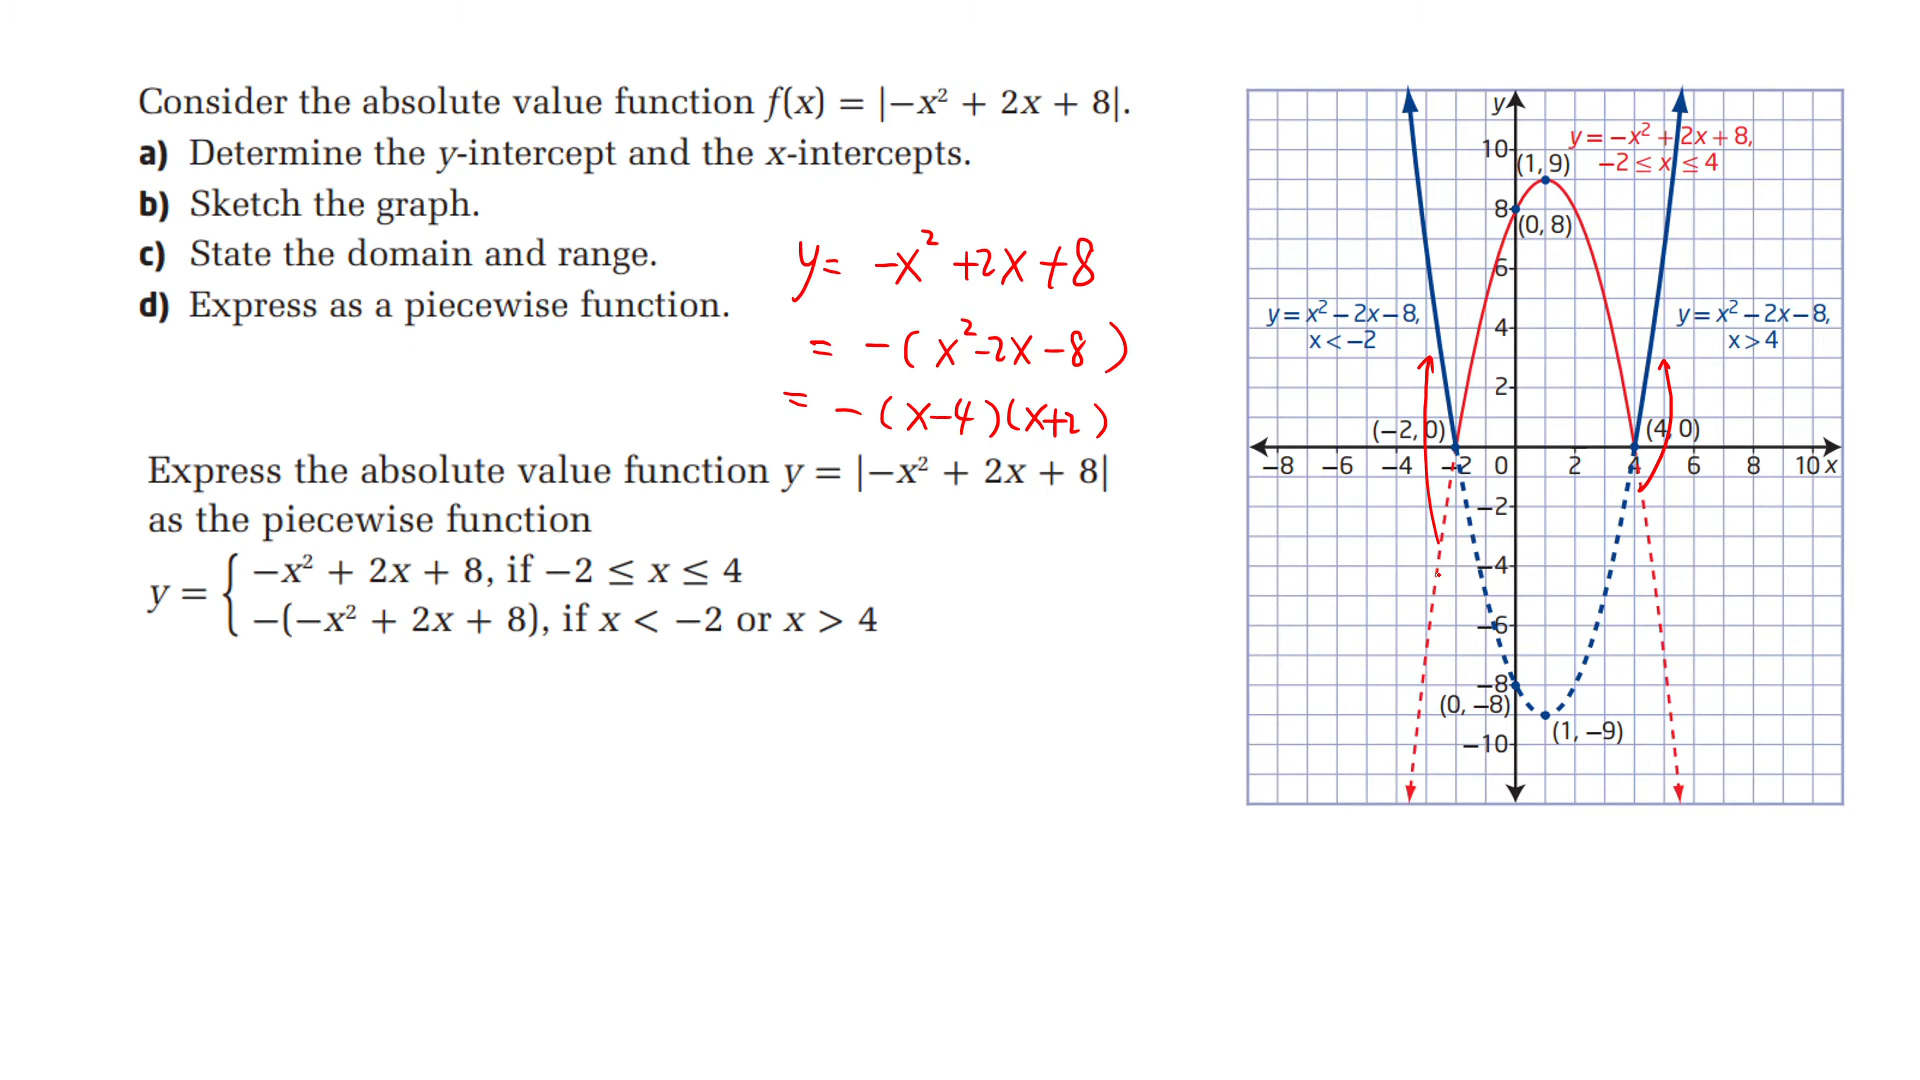 Consider the absolute value function f(x) = |−x² + 2x + 8|.
a) Determine the y-intercept and the x-intercepts.
b) Sketch the graph.
c) State the domain and range.
d) Express as a piecewise function.
y = -x² +2x +8
= -(x²-2x-8)
= -(x-4)(x+2)
Express the absolute value function y = |−x² + 2x + 8|
as the piecewise function
y = { −x² + 2x + 8, if −2 ≤ x ≤ 4
−(−x² + 2x + 8), if x < −2 or x > 4
y
y = −x² + 2x + 8,
−2 ≤ x ≤ 4
10
(1, 9)
8
(0, 8)
6
y = x² − 2x − 8,
x < −2
4
y = x² − 2x − 8,
x > 4
2
(−2, 0)
(4, 0)
−8 −6 −4 −2 0 2 4 6 8 10 x
−2
−4
−6
−8
(0, −8)
(1, −9)
−10